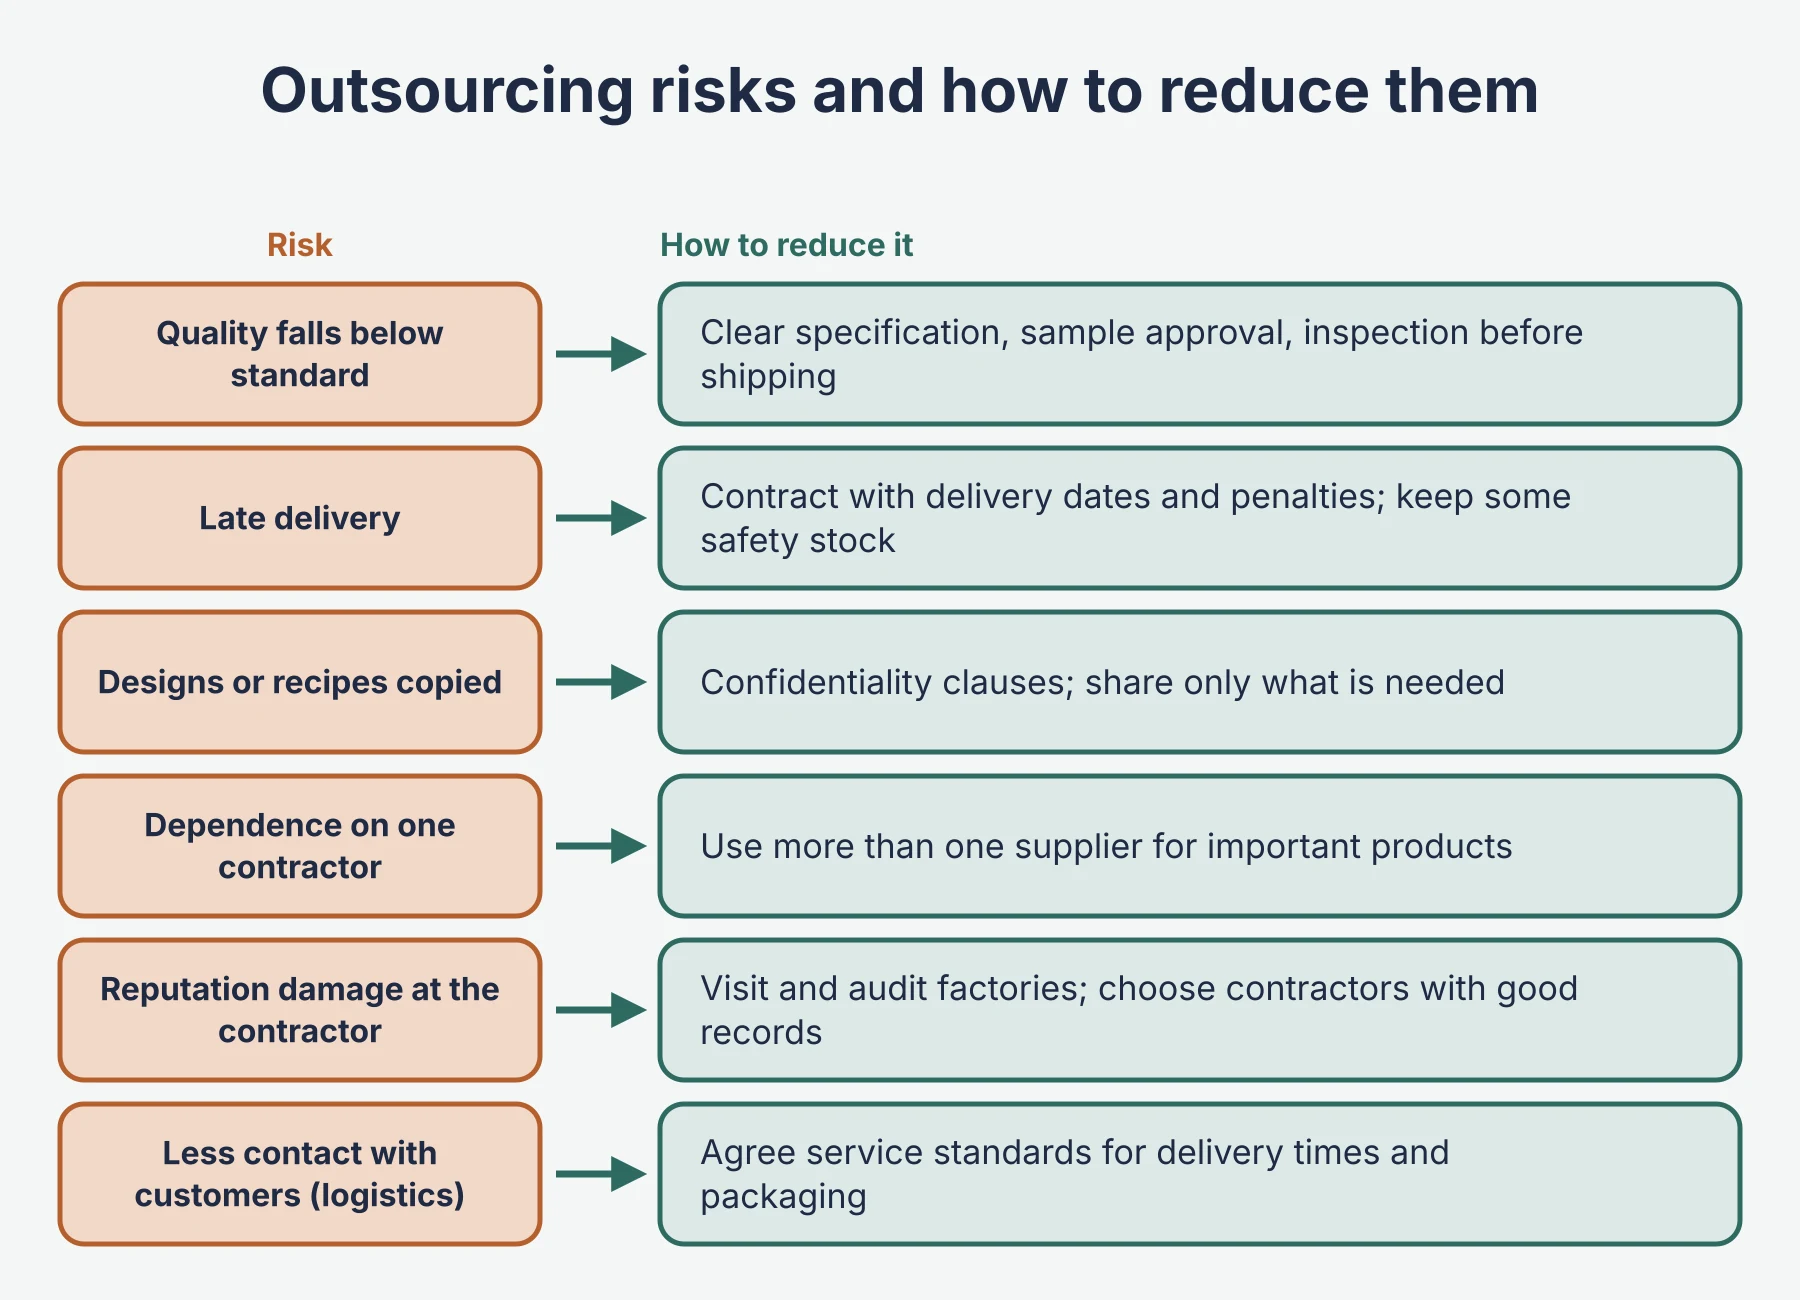 Outsourcing risks and how to reduce them
Risk
How to reduce it
Quality falls below
standard
Clear specification, sample approval, inspection before
shipping
Late delivery
Contract with delivery dates and penalties; keep some
safety stock
Designs or recipes copied
Confidentiality clauses; share only what is needed
Dependence on one
contractor
Use more than one supplier for important products
Reputation damage at the
contractor
Visit and audit factories; choose contractors with good
records
Less contact with
customers (logistics)
Agree service standards for delivery times and
packaging